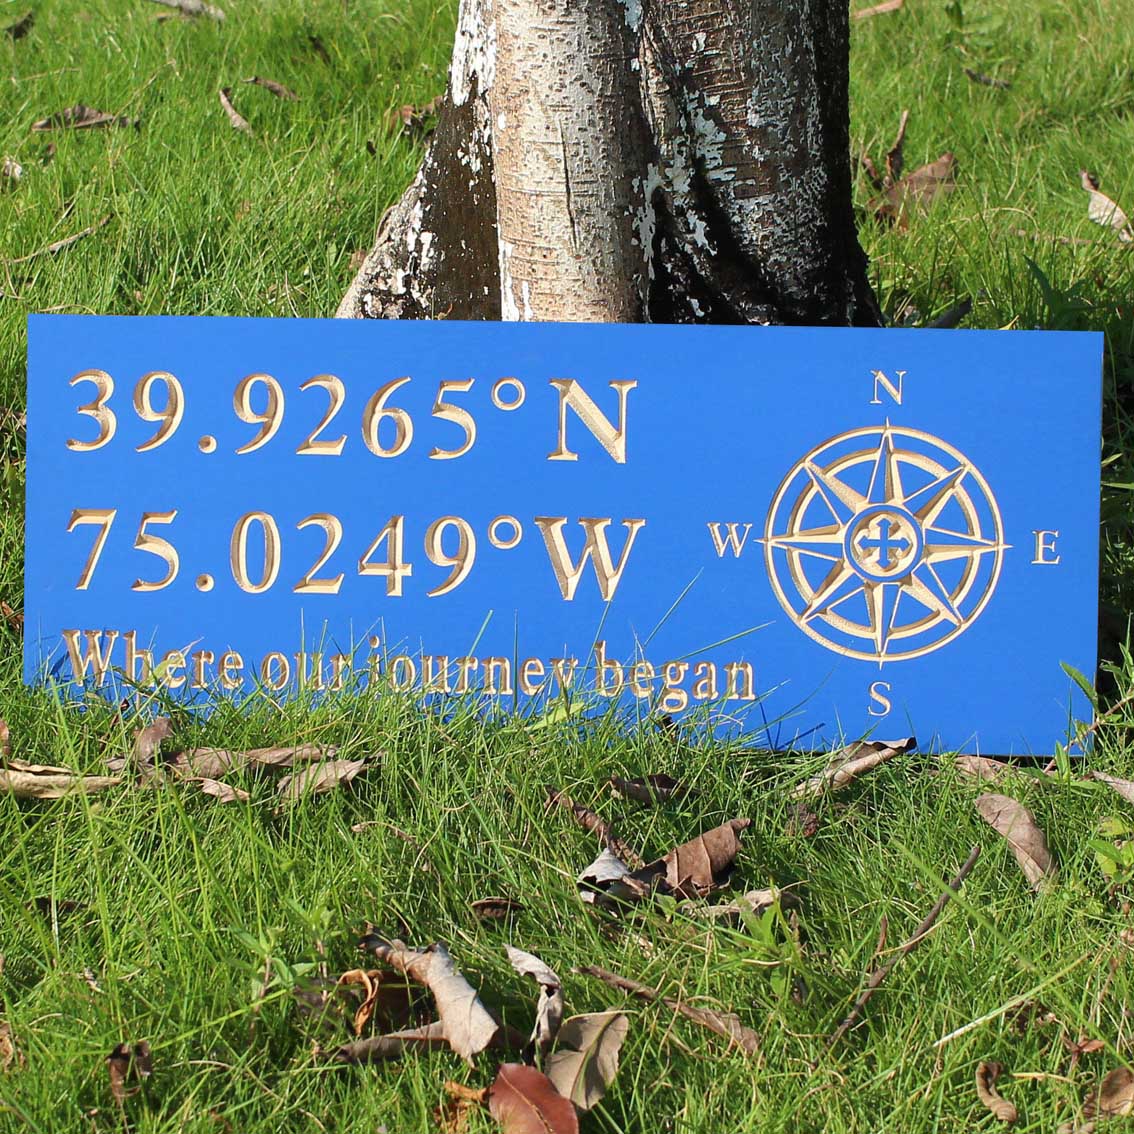 39.9265°N
75.0249°W
Where our journey began
N
W E
S